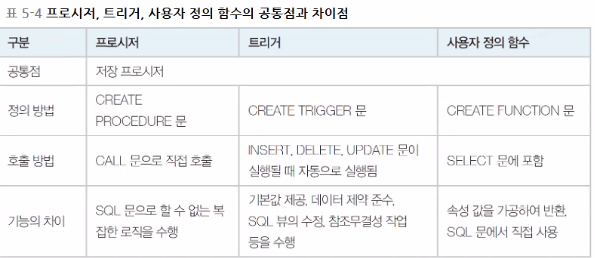 표 5-4 프로시저, 트리거, 사용자 정의 함수의 공통점과 차이점
구분 프로시저 트리거 사용자 정의 함수
공통점 저장 프로시저
정의 방법 CREATE PROCEDURE 문 CREATE TRIGGER 문 CREATE FUNCTION 문
호출 방법 CALL 문으로 직접 호출 INSERT, DELETE, UPDATE 문이 실행될 때 자동으로 실행됨 SELECT 문에 포함
기능의 차이 SQL 문으로 할 수 없는 복잡한 로직을 수행 기본값 제공, 데이터 제약 준수, SQL 뷰의 수정, 참조무결성 작업 등을 수행 속성 값을 가공하여 반환, SQL 문에서 직접 사용